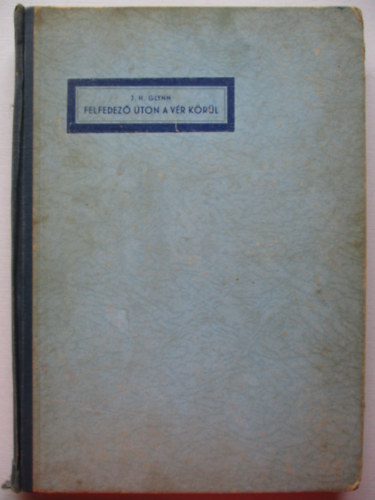 T. H. GLYNN
FELFEDEZŐ ÚTON A VÉR KÖRÜL